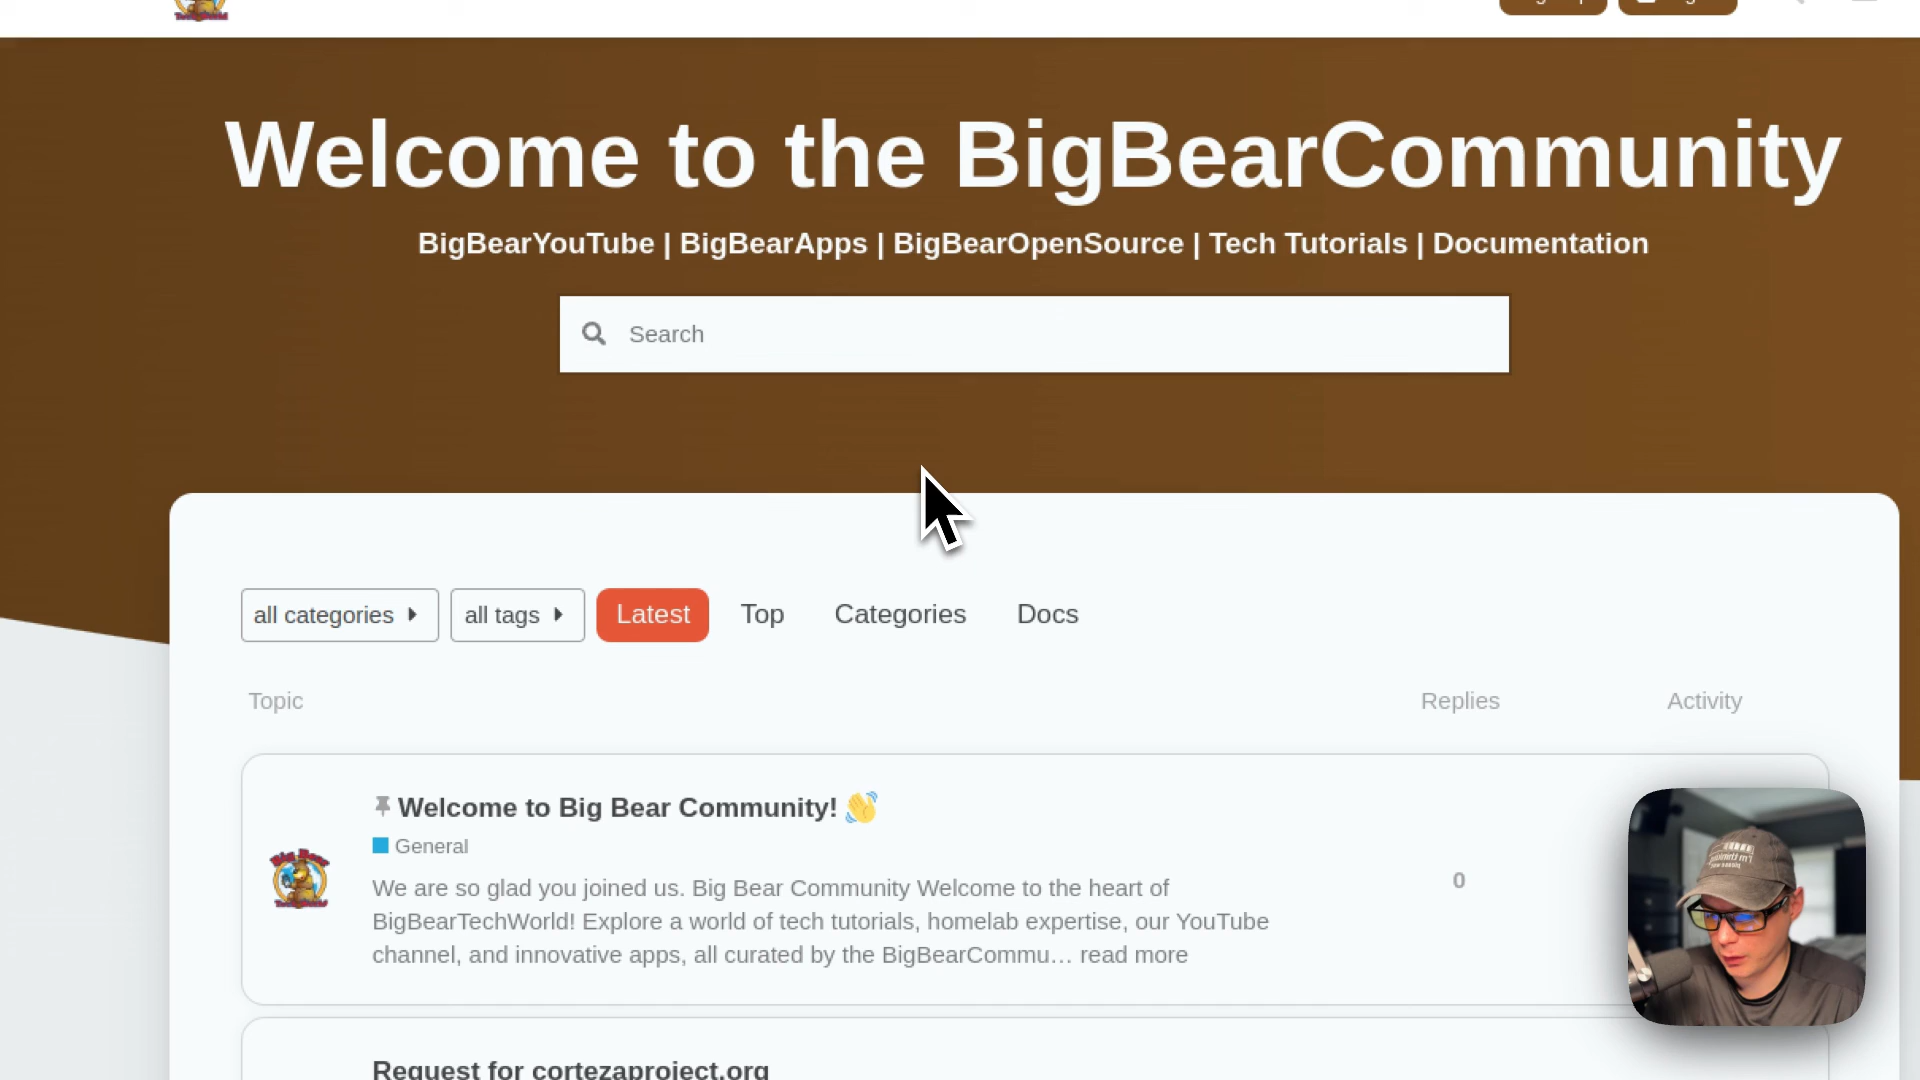 Welcome to the BigBearCommunity
BigBearYouTube | BigBearApps | BigBearOpenSource | Tech Tutorials | Documentation
Search
all categories
all tags
Latest
Top
Categories
Docs
Topic
Replies
Activity
Welcome to Big Bear Community! 👋
General
We are so glad you joined us. Big Bear Community Welcome to the heart of
BigBearTechWorld! Explore a world of tech tutorials, homelab expertise, our YouTube
channel, and innovative apps, all curated by the BigBearCommu… read more
0
Big Bear
Request for cortezaproject.org